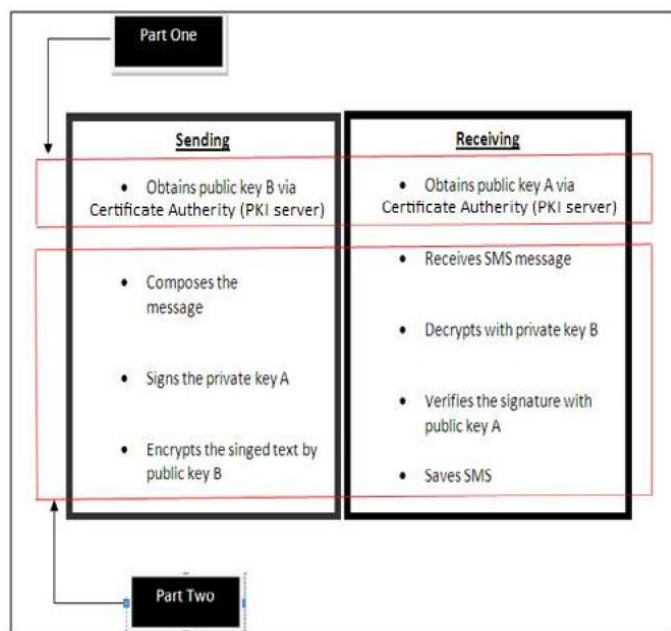 Part One
Sending
• Obtains public key B via
Certificate Autherity (PKI server)
• Composes the
message
• Signs the private key A
• Encrypts the singed text by
public key B
Receiving
• Obtains public key A via
Certificate Autherity (PKI server)
• Receives SMS message
• Decrypts with private key B
• Verifies the signature with
public key A
• Saves SMS
Part Two